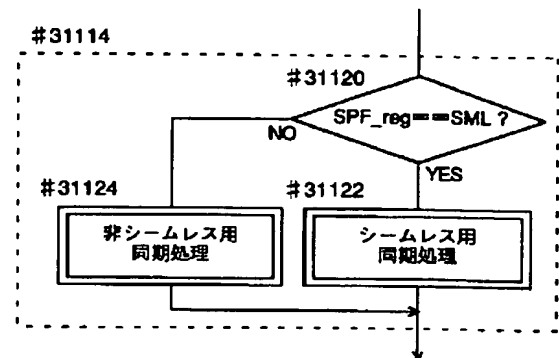 #31114
#31120
SPF_reg==SML ?
NO
YES
#31124
#31122
非シームレス用
同期処理
シームレス用
同期処理